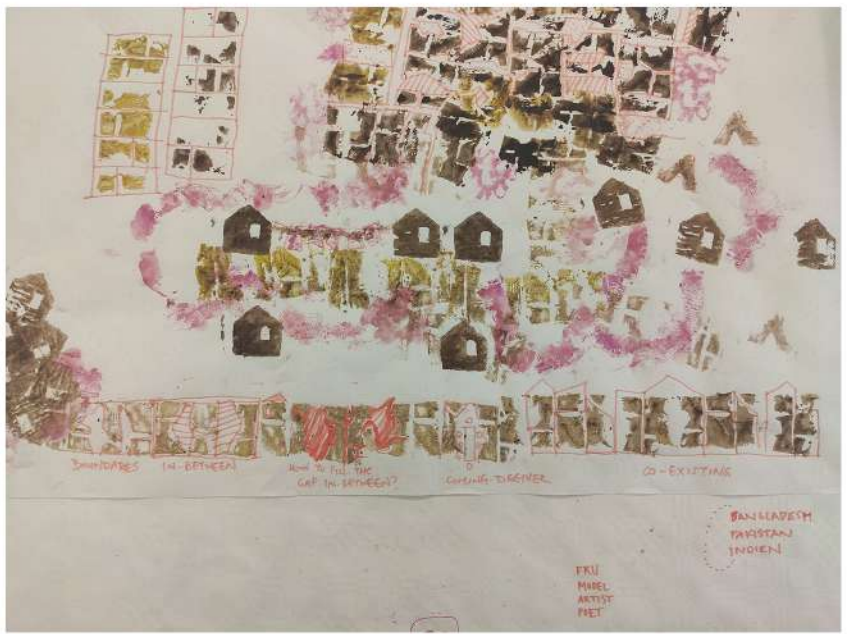 BOUNDARIES
IN-BETWEEN
HOW TO FILL THE
GAP IN-BETWEEN?
COMING-TOGETHER
CO-EXISTING
BANGLADESH
PAKISTAN
INDIEN
MODEL
ARTIST
POET